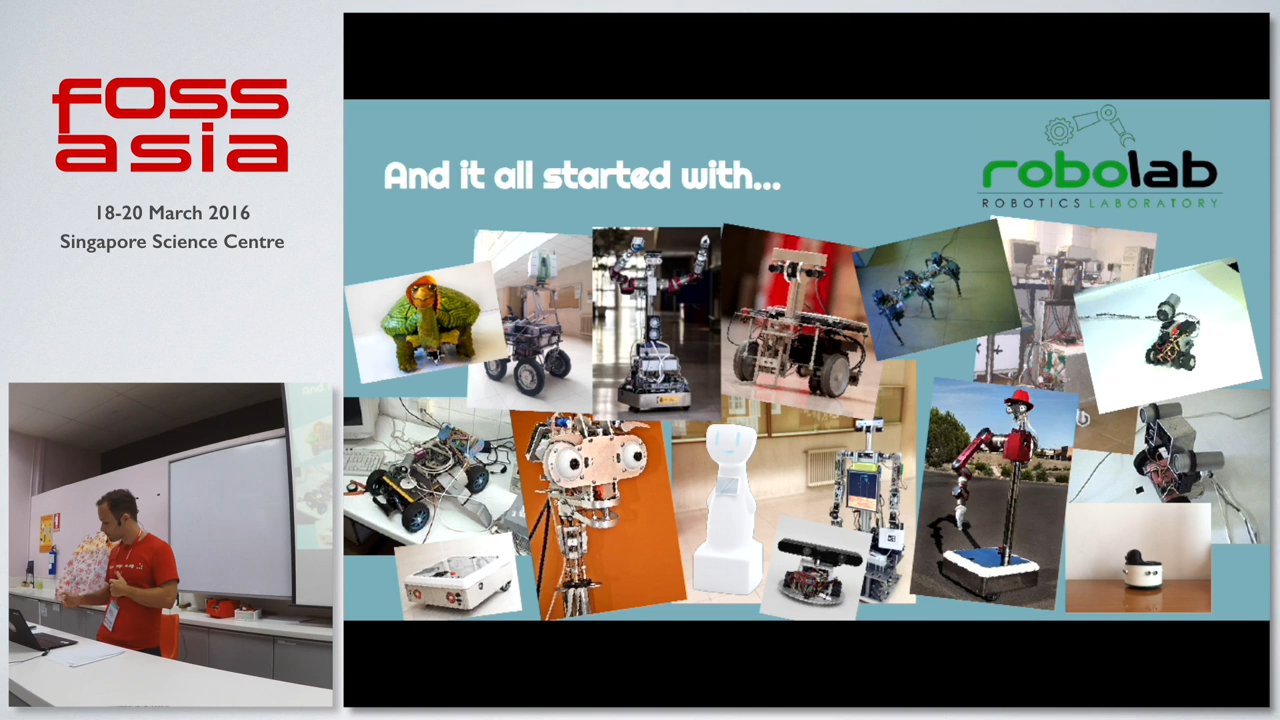 fOSS
asia
18-20 March 2016
Singapore Science Centre
And it all started with...
robolab
ROBOTICS LABORATORY